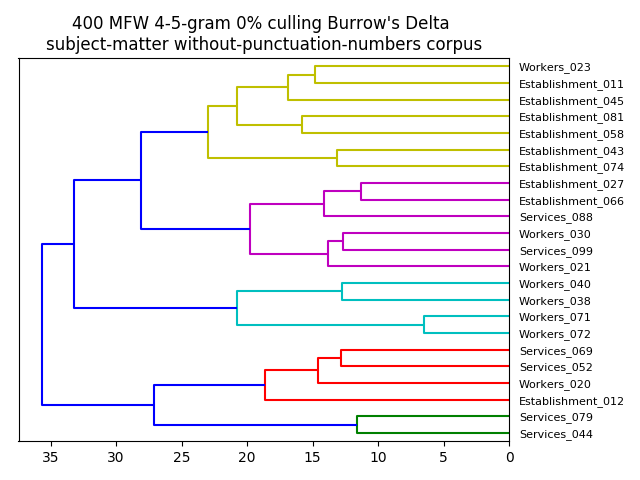 400 MFW 4-5-gram 0% culling Burrow's Delta
subject-matter without-punctuation-numbers corpus
Workers_023
Establishment_011
Establishment_045
Establishment_081
Establishment_058
Establishment_043
Establishment_074
Establishment_027
Establishment_066
Services_088
Workers_030
Services_099
Workers_021
Workers_040
Workers_038
Workers_071
Workers_072
Services_069
Services_052
Workers_020
Establishment_012
Services_079
Services_044
35 30 25 20 15 10 5 0